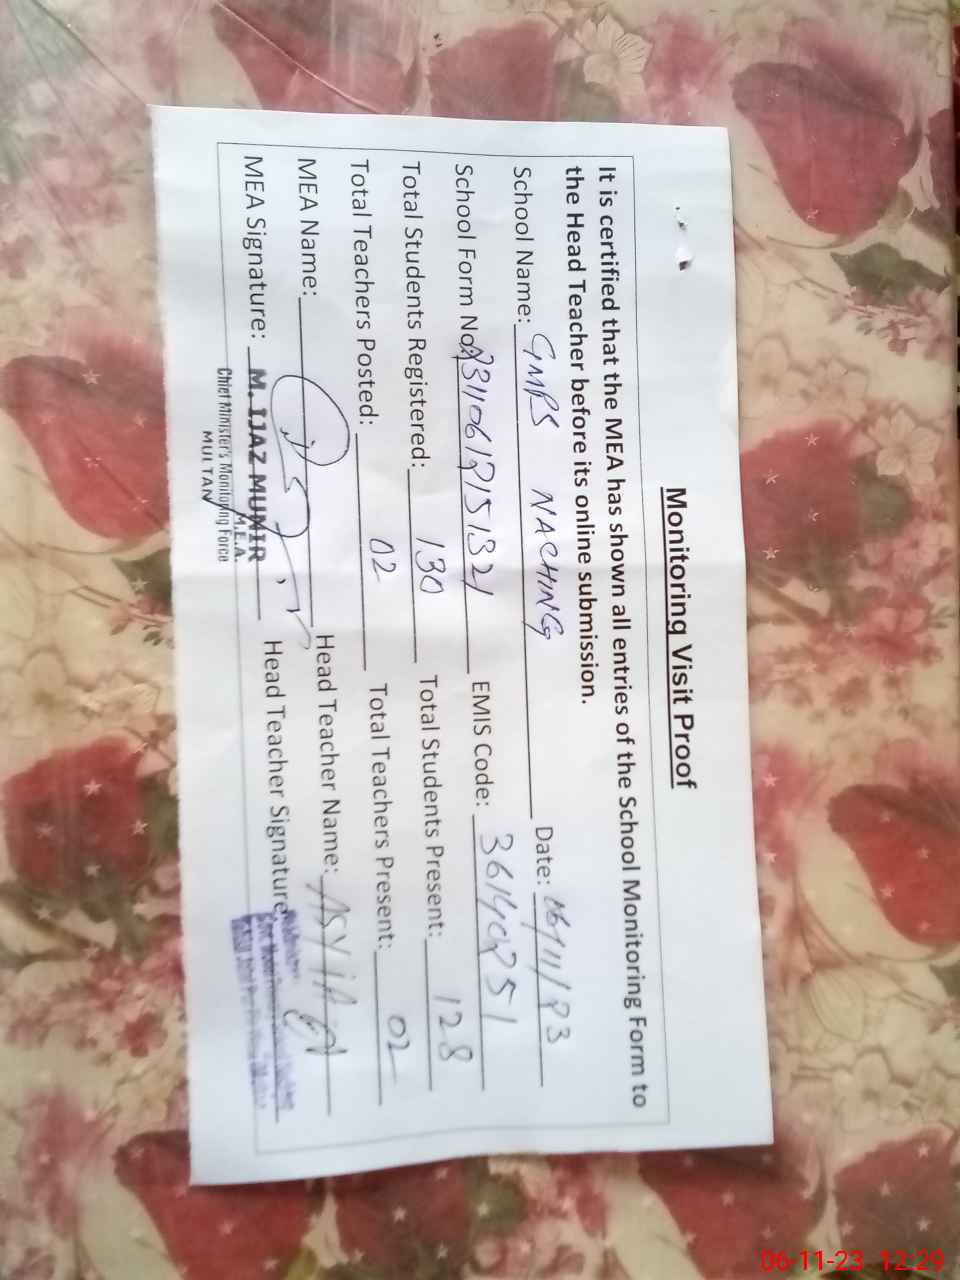 Monitoring Visit Proof
It is certified that the MEA has shown all entries of the School Monitoring Form to
the Head Teacher before its online submission.
School Name: GMPS NACHING Date: 06/11/23
School Form No: EMIS Code:
Total Students Registered: 130 Total Students Present: 128
Total Teachers Posted: 02 Total Teachers Present: 02
MEA Name: Head Teacher Name: ASYiA
MEA Signature: Head Teacher Signature:
M. IJAZ MUNIR
M.E.A.
Chief Minister's Monitoring Force
MULTAN
06-11-23 12:29